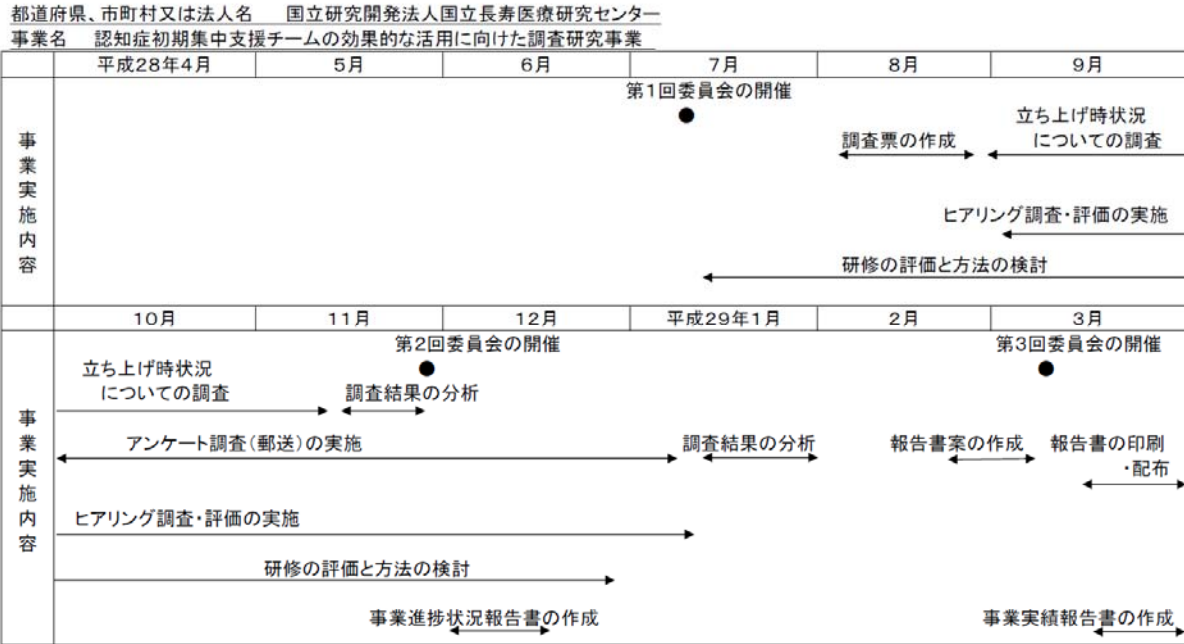 都道府県、市町村又は法人名　　国立研究開発法人国立長寿医療研究センター
事業名　認知症初期集中支援チームの効果的な活用に向けた調査研究事業
平成28年4月　5月　6月　7月　8月　9月
事業実施内容
第1回委員会の開催
●
立ち上げ時状況
調査票の作成　についての調査
ヒアリング調査・評価の実施
研修の評価と方法の検討
10月　11月　12月　平成29年1月　2月　3月
事業実施内容
第2回委員会の開催　第3回委員会の開催
●　●
立ち上げ時状況
についての調査　調査結果の分析
アンケート調査(郵送)の実施　調査結果の分析　報告書案の作成　報告書の印刷
・配布
ヒアリング調査・評価の実施
研修の評価と方法の検討
事業進捗状況報告書の作成　事業実績報告書の作成